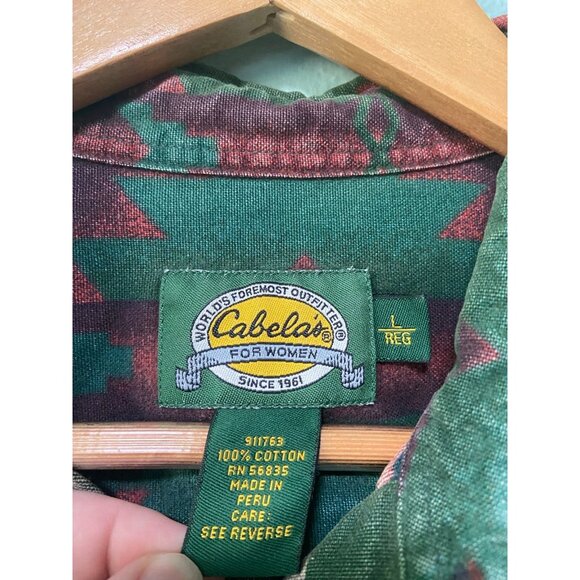 WORLD'S FOREMOST OUTFITTER®
Cabela's®
FOR WOMEN
SINCE 1961
L
REG
911763
100% COTTON
RN 56835
MADE IN
PERU
CARE:
SEE REVERSE